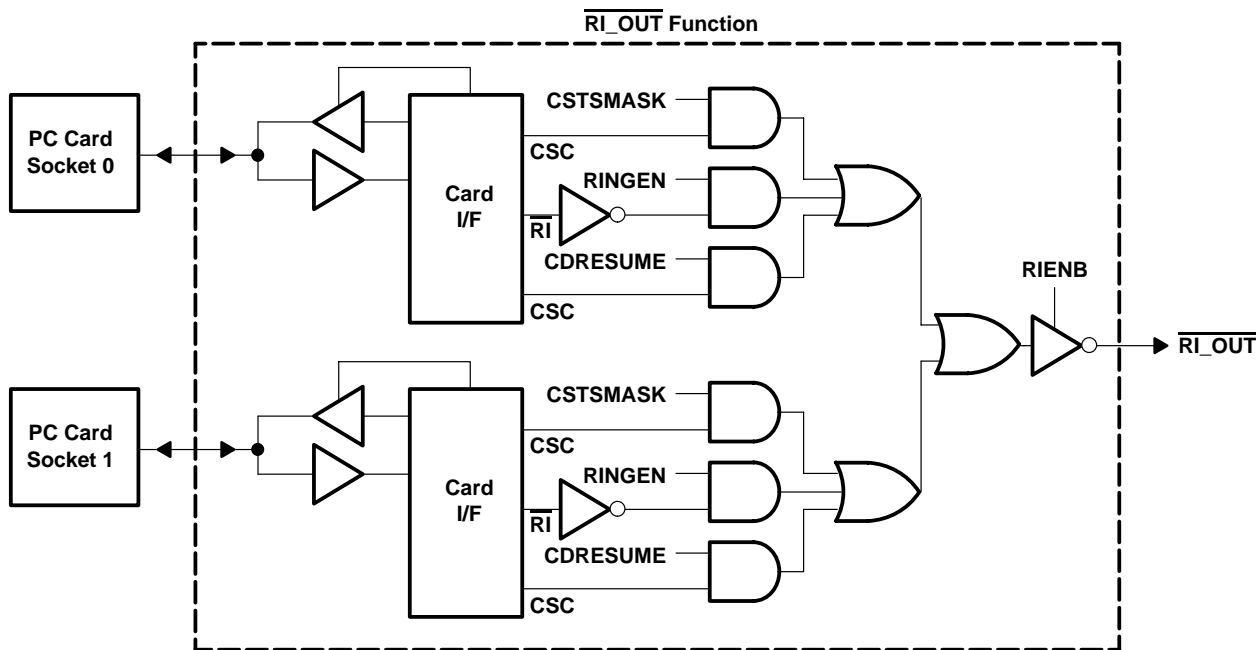 RI_OUT Function
PC Card
Socket 0
Card
I/F
CSTSMASK
CSC
RINGEN
RI
CDRESUME
CSC
RIENB
RI_OUT
PC Card
Socket 1
Card
I/F
CSTSMASK
CSC
RINGEN
RI
CDRESUME
CSC